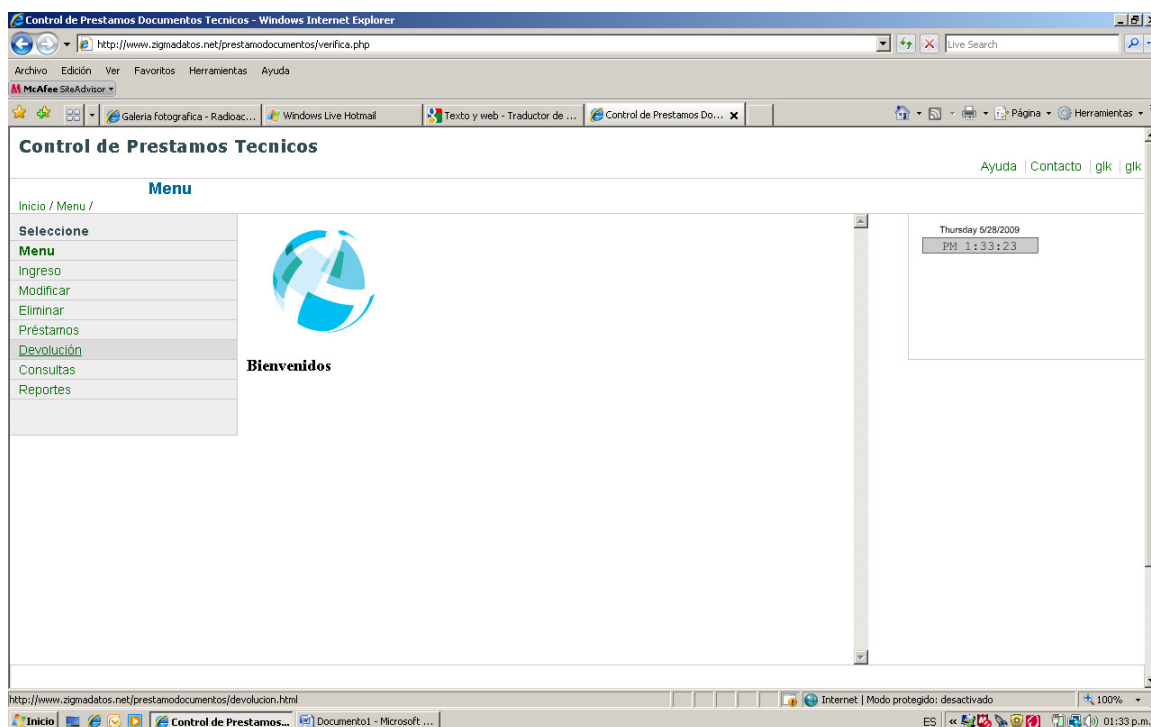 Control de Prestamos Documentos Tecnicos - Windows Internet Explorer
http://www.zigmadatos.net/prestamodocumentos/verifica.php
Live Search
Archivo Edición Ver Favoritos Herramientas Ayuda
McAfee SiteAdvisor
Galeria fotografica - Radioac... Windows Live Hotmail Texto y web - Traductor de ... Control de Prestamos Do... Página Herramientas
Control de Prestamos Tecnicos
Ayuda | Contacto | glk | glk
Menu
Inicio / Menu /
Seleccione
Menu
Ingreso
Modificar
Eliminar
Préstamos
Devolución
Consultas
Reportes
Bienvenidos
Thursday 5/28/2009
PM 1:33:23
http://www.zigmadatos.net/prestamodocumentos/devolucion.html
Internet | Modo protegido: desactivado
100%
Inicio Control de Prestamos... Documento1 - Microsoft ... ES 01:33 p.m.